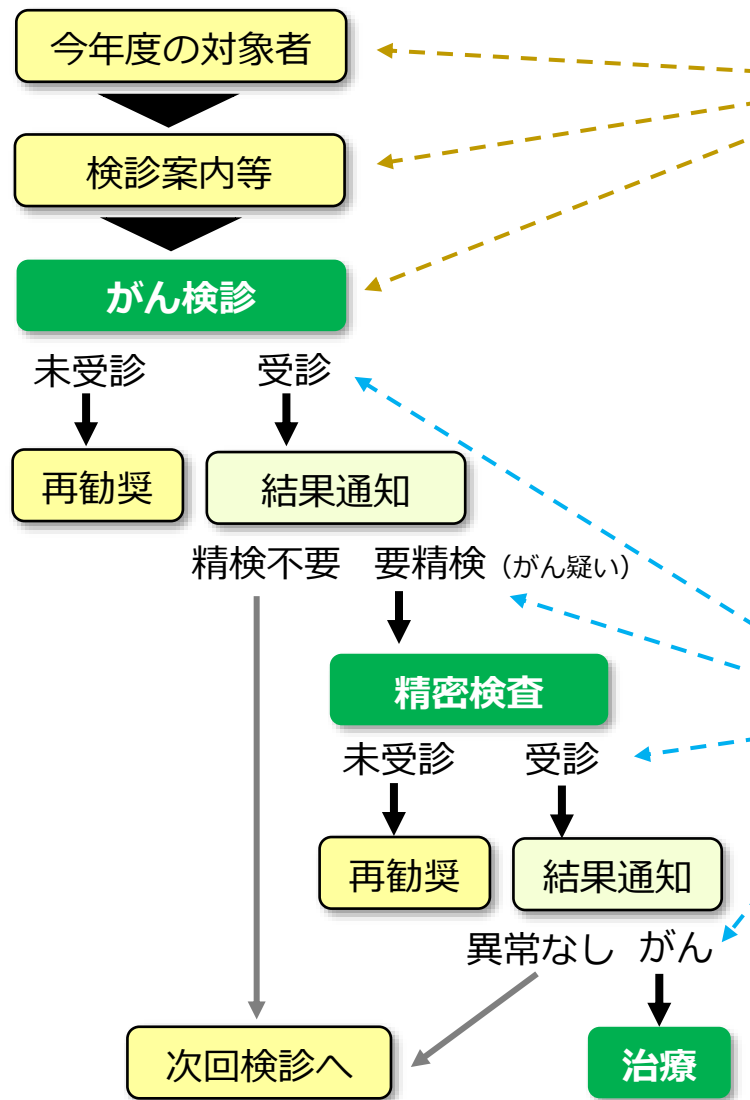 今年度の対象者
検診案内等
がん検診
未受診 受診
再勧奨 結果通知
精検不要 要精検（がん疑い）
精密検査
未受診 受診
再勧奨 結果通知
異常なし がん
次回検診へ 治療